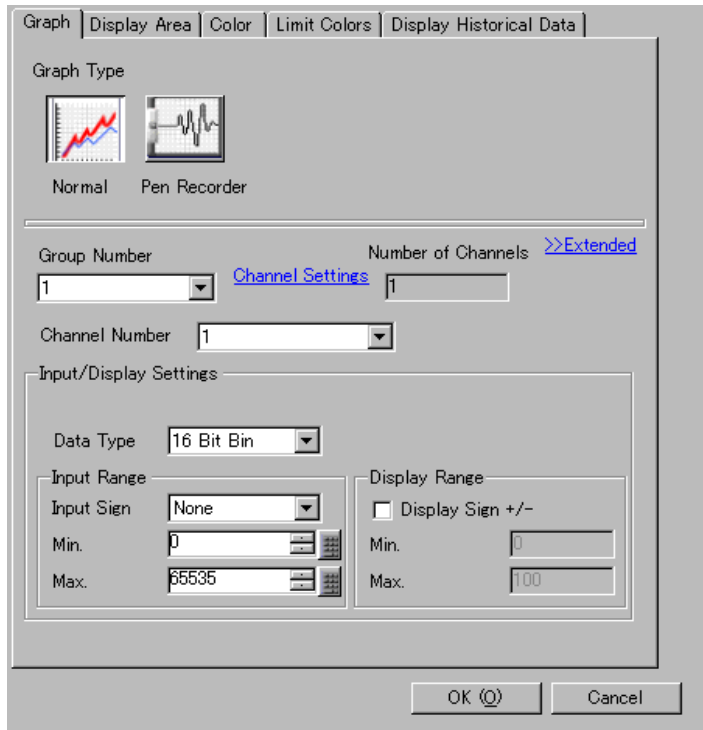 Graph Display Area Color Limit Colors Display Historical Data
Graph Type
Normal Pen Recorder
>>Extended
Group Number Number of Channels
Channel Settings
1 1
Channel Number 1
Input/Display Settings
Data Type 16 Bit Bin
Input Range Display Range
Input Sign None Display Sign +/-
Min. 0 Min. 0
Max. 65535 Max. 100
OK (O) Cancel